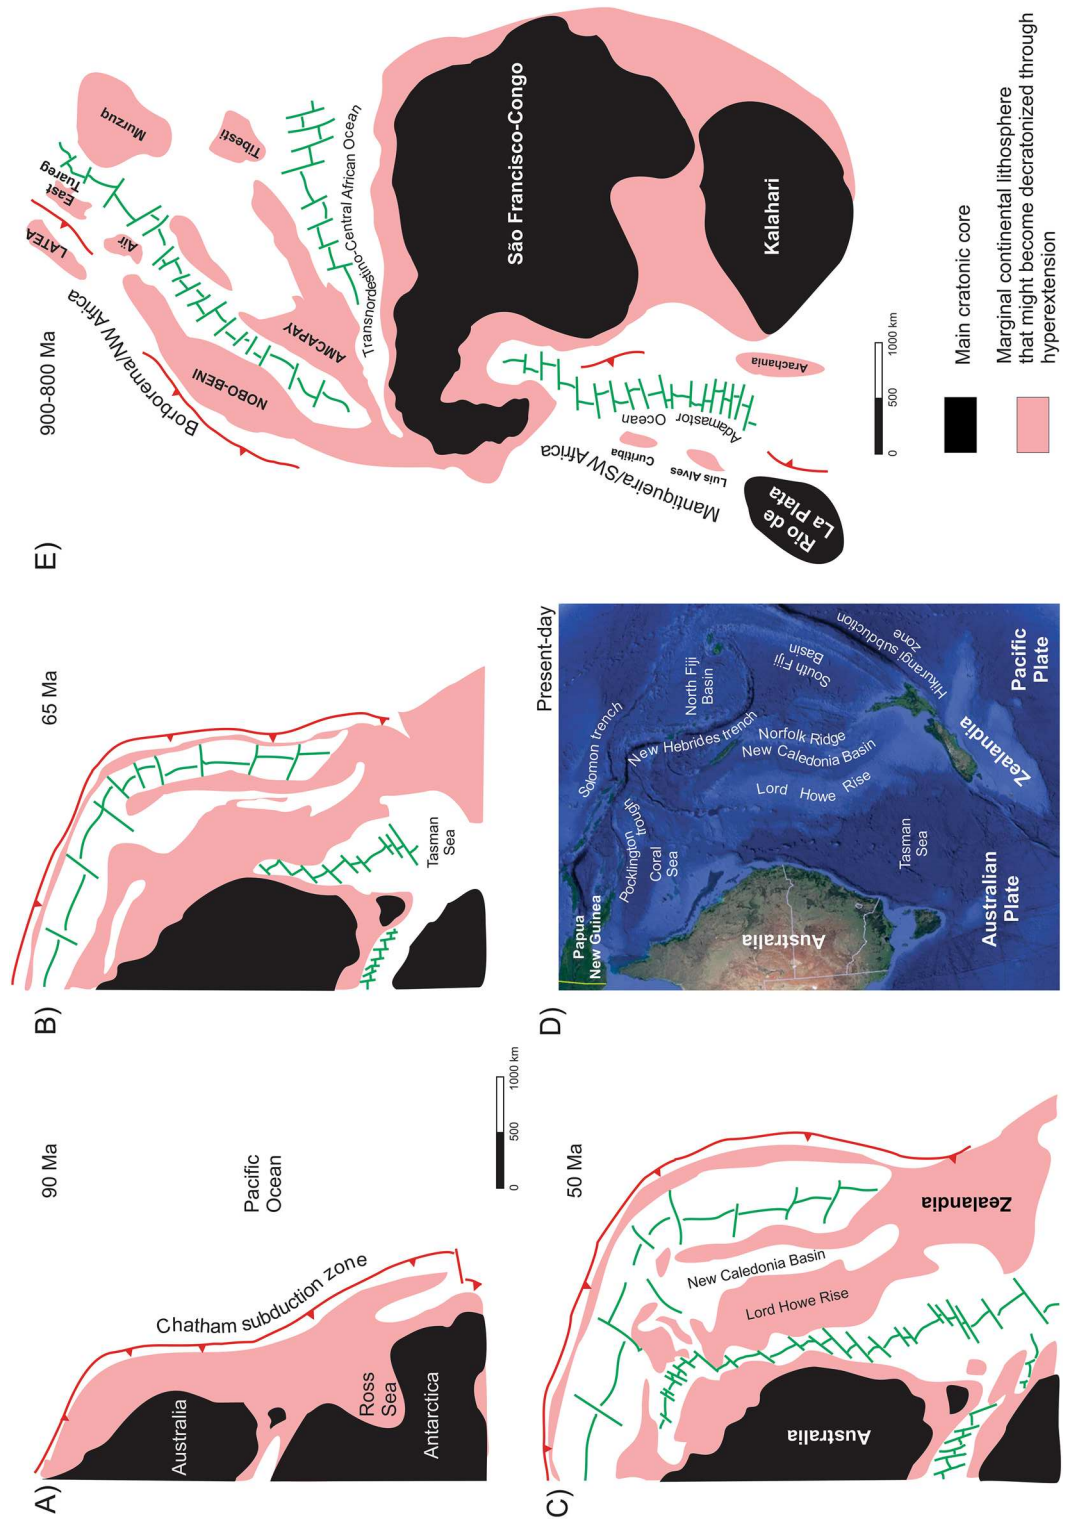 A)
90 Ma
Pacific
Ocean
Chatham subduction zone
Australia
Ross
Sea
Antarctica
0
500
1000 km
B)
65 Ma
Tasman
Sea
C)
50 Ma
New Caledonia Basin
Lord Howe Rise
Australia
Zealandia
D)
Present-day
Solomon trench
North Fiji
Basin
South Fiji
Basin
Hikurangi subduction
zone
New Hebrides trench
Norfolk Ridge
New Caledonia Basin
Lord Howe Rise
Pocklington
trough
Coral
Sea
Papua
New Guinea
Australia
Tasman
Sea
Zealandia
Australian
Plate
Pacific
Plate
E)
900-800 Ma
Borborema/NW Africa
LATEA
East
Tuareg
Air
Murzuq
Tibesti
NOBO-BENI
AMCAPAY
Transnordestino-Central African Ocean
São Francisco-Congo
Kalahari
Arachania
Adamastor Ocean
Curitiba
Luis Alves
Mantiqueira/SW Africa
Rio de
La Plata
0
500
1000 km
Main cratonic core
Marginal continental lithosphere
that might become decratonized through
hyperextension